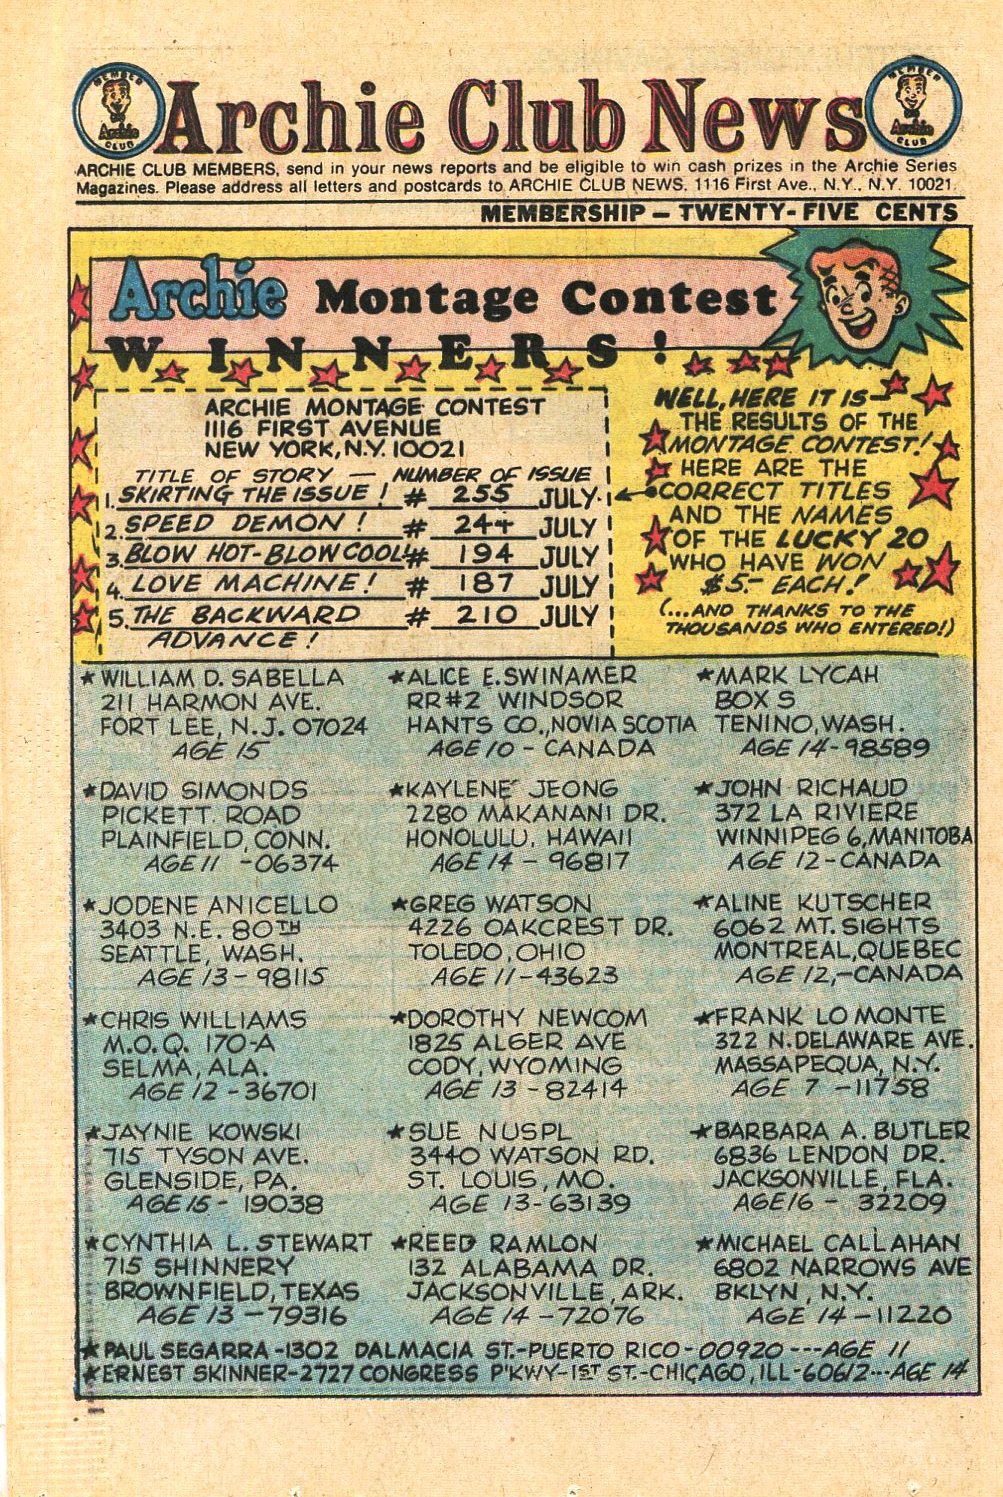 MEMBER
Archie
CLUB
Archie Club News
MEMBER
Archie
CLUB
ARCHIE CLUB MEMBERS, send in your news reports and be eligible to win cash prizes in the Archie Series
Magazines. Please address all letters and postcards to ARCHIE CLUB NEWS, 1116 First Ave., N.Y., N.Y. 10021.
MEMBERSHIP — TWENTY-FIVE CENTS
Archie Montage Contest
WINNERS!
ARCHIE MONTAGE CONTEST
1116 FIRST AVENUE
NEW YORK, N.Y. 10021
TITLE OF STORY — NUMBER OF ISSUE
1. SKIRTING THE ISSUE! # 255 JULY
2. SPEED DEMON! # 244 JULY
3. BLOW HOT-BLOW COOL! # 194 JULY
4. LOVE MACHINE! # 187 JULY
5. THE BACKWARD # 210 JULY
ADVANCE!
WELL, HERE IT IS—
THE RESULTS OF THE
MONTAGE CONTEST!
HERE ARE THE
CORRECT TITLES
AND THE NAMES
OF THE LUCKY 20
WHO HAVE WON
$5.- EACH!
(...AND THANKS TO THE
THOUSANDS WHO ENTERED!)
★WILLIAM D. SABELLA
211 HARMON AVE.
FORT LEE, N.J. 07024
AGE 15
★ALICE E. SWINAMER
RR#2 WINDSOR
HANTS CO., NOVIA SCOTIA
AGE 10 - CANADA
★MARK LYCAH
BOX S
TENINO, WASH.
AGE 14-98589
★DAVID SIMONDS
PICKETT ROAD
PLAINFIELD, CONN.
AGE 11 -06374
★KAYLENE JEONG
2280 MAKANANI DR.
HONOLULU, HAWAII
AGE 14 - 96817
★JOHN RICHAUD
372 LA RIVIERE
WINNIPEG 6, MANITOBA
AGE 12-CANADA
★JODENE ANICELLO
3403 N.E. 80TH
SEATTLE, WASH.
AGE 13-98115
★GREG WATSON
4226 OAKCREST DR.
TOLEDO, OHIO
AGE 11-43623
★ALINE KUTSCHER
6062 MT. SIGHTS
MONTREAL, QUEBEC
AGE 12,-CANADA
★CHRIS WILLIAMS
M.O.Q. 170-A
SELMA, ALA.
AGE 12-36701
★DOROTHY NEWCOM
1825 ALGER AVE
CODY, WYOMING
AGE 13-82414
★FRANK LO MONTE
322 N. DELAWARE AVE.
MASSAPEQUA, N.Y.
AGE 7 -11758
★JAYNIE KOWSKI
715 TYSON AVE.
GLENSIDE, PA.
AGE 15 - 19038
★SUE NUSPL
3440 WATSON RD.
ST. LOUIS, MO.
AGE 13-63139
★BARBARA A. BUTLER
6836 LENDON DR.
JACKSONVILLE, FLA.
AGE 16 - 32209
★CYNTHIA L. STEWART
715 SHINNERY
BROWNFIELD, TEXAS
AGE 13-79316
★REED RAMLON
132 ALABAMA DR.
JACKSONVILLE, ARK.
AGE 14-72076
★MICHAEL CALLAHAN
6802 NARROWS AVE
BKLYN, N.Y.
AGE 14-11220
★PAUL SEGARRA-1302 DALMACIA ST.-PUERTO RICO-00920---AGE 11
★ERNEST SKINNER-2727 CONGRESS P'KWY-1ST ST.-CHICAGO, ILL-60612---AGE 14